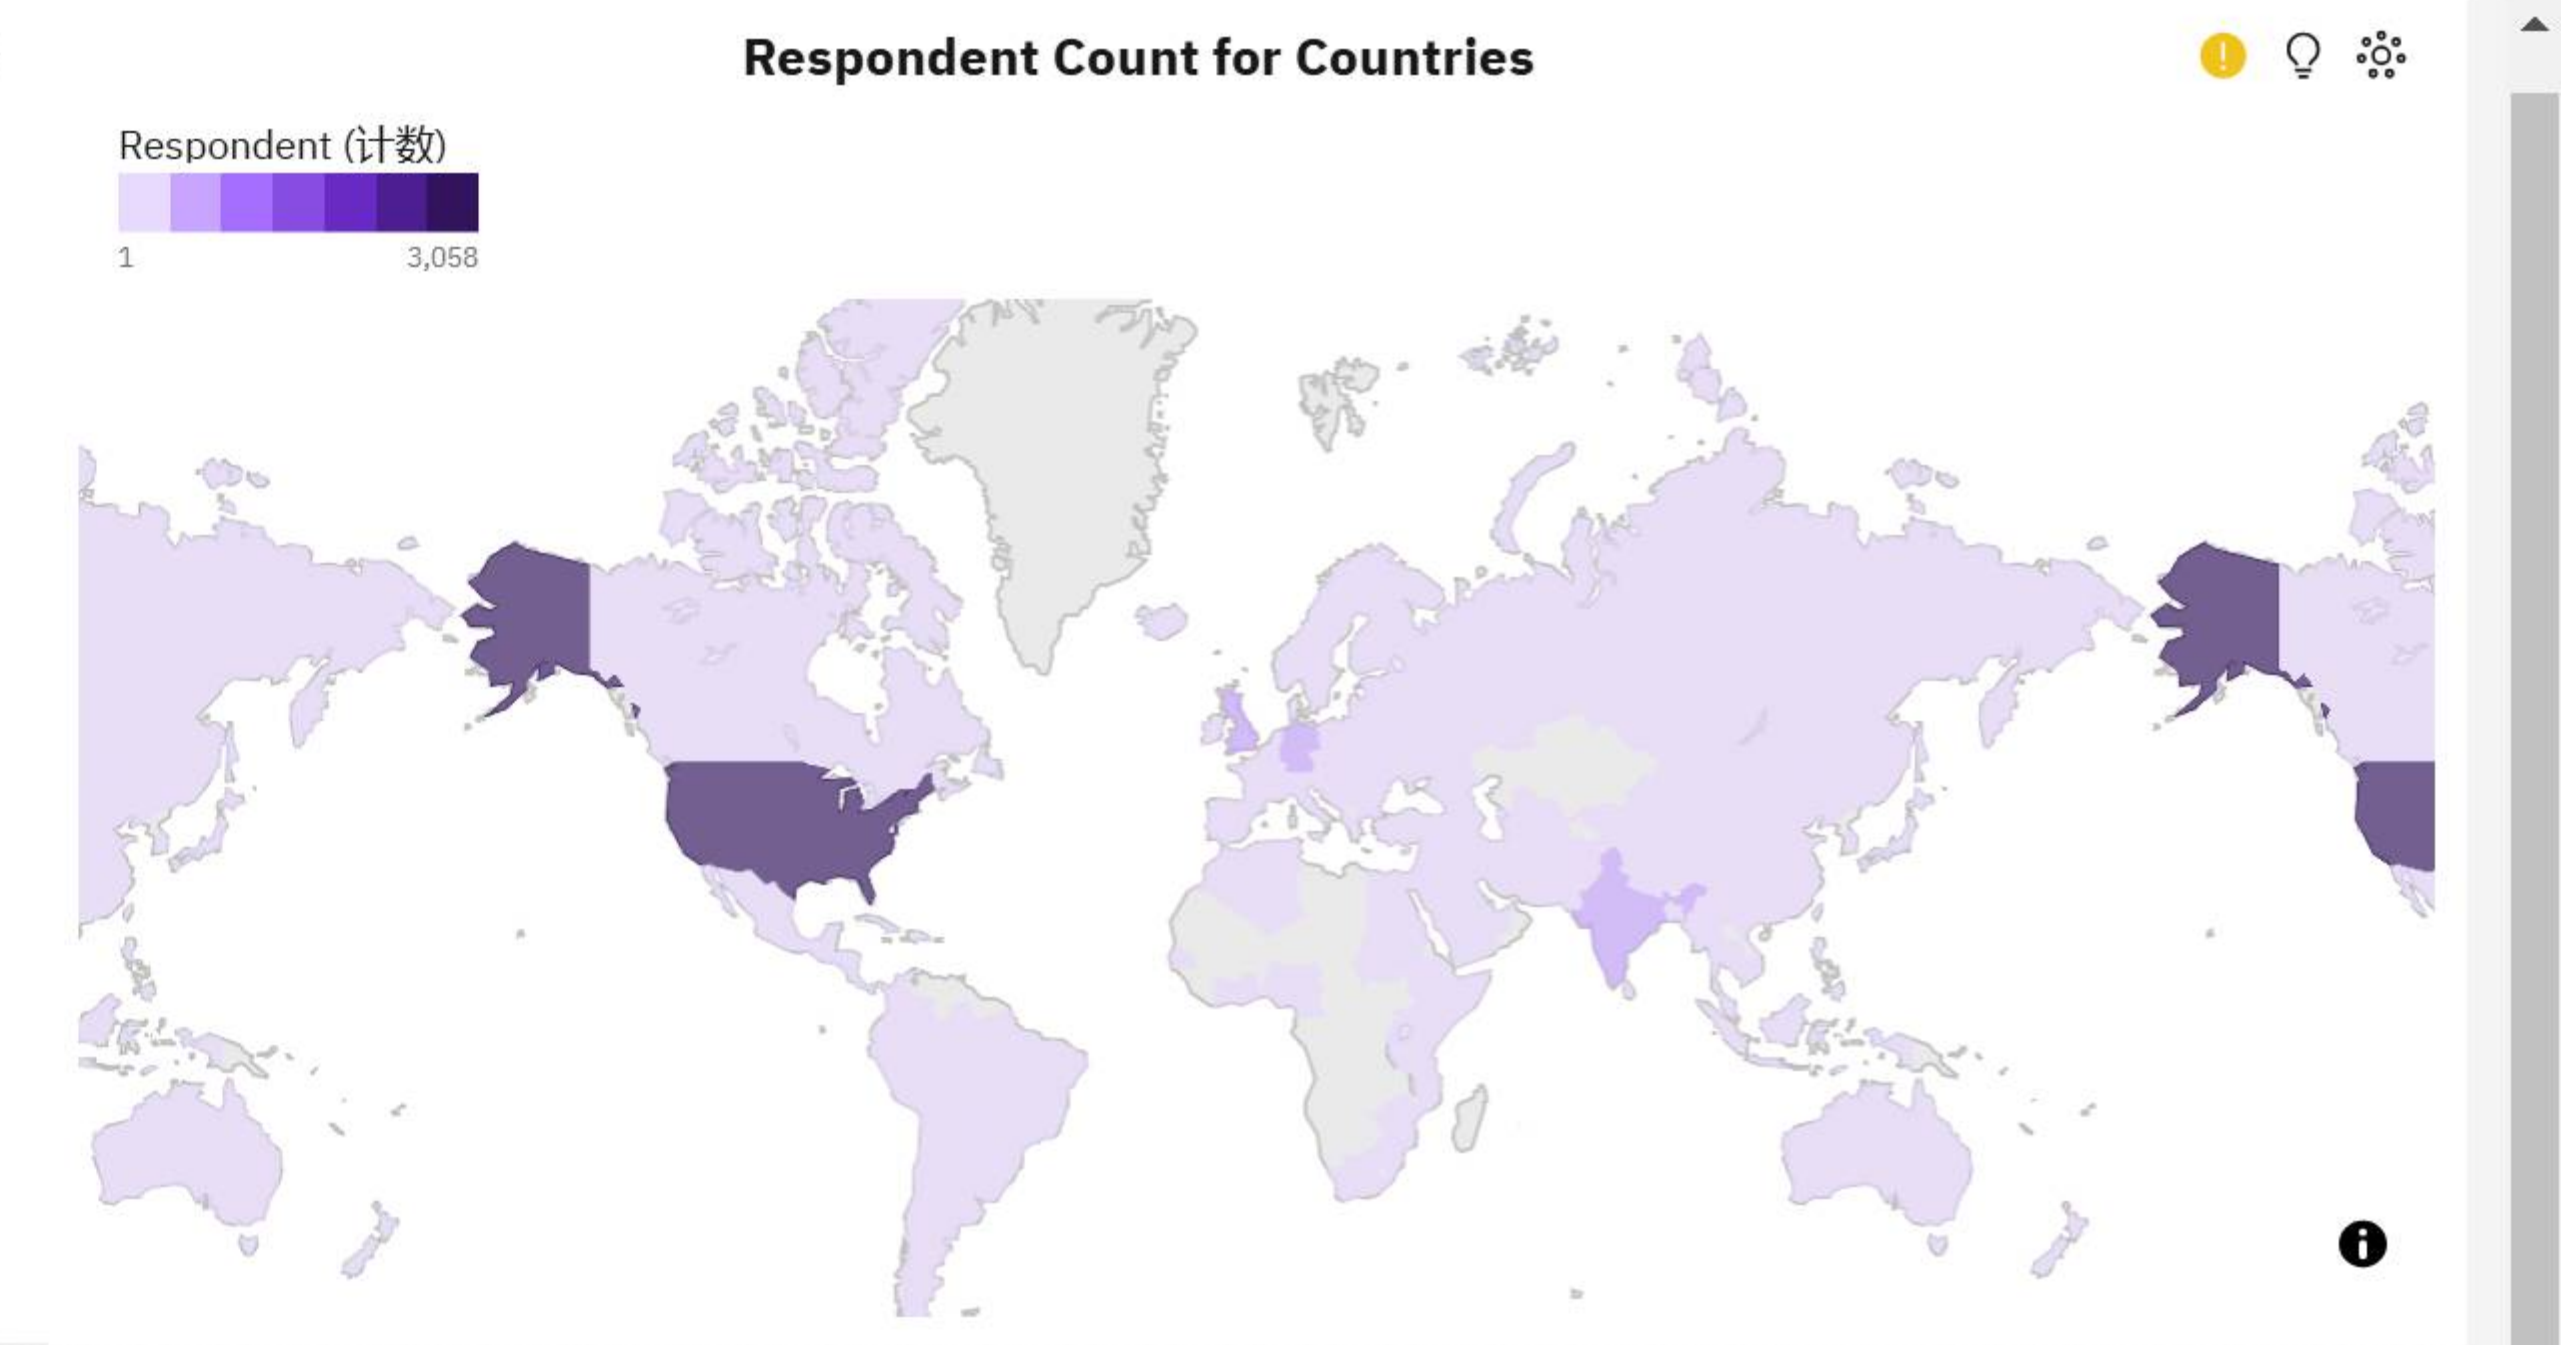 Respondent Count for Countries
Respondent (计数)
1 3,058